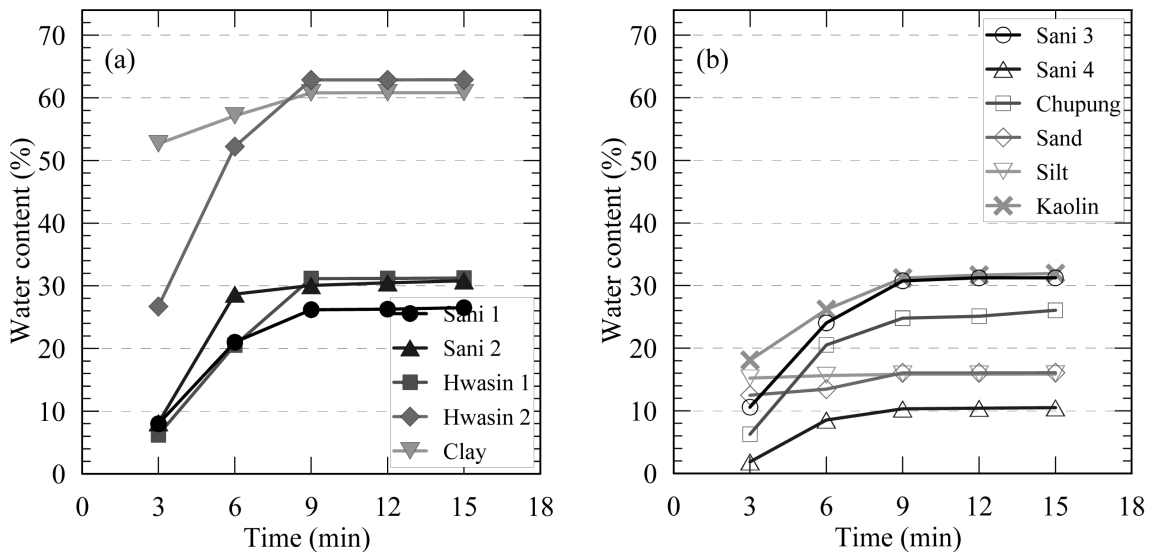 (a)
70
60
50
40
30
20
10
0
Water content (%)
Sani 1
Sani 2
Hwasin 1
Hwasin 2
Clay
0 3 6 9 12 15 18
Time (min)
(b)
70
60
50
40
30
20
10
0
Water content (%)
Sani 3
Sani 4
Chupung
Sand
Silt
Kaolin
0 3 6 9 12 15 18
Time (min)